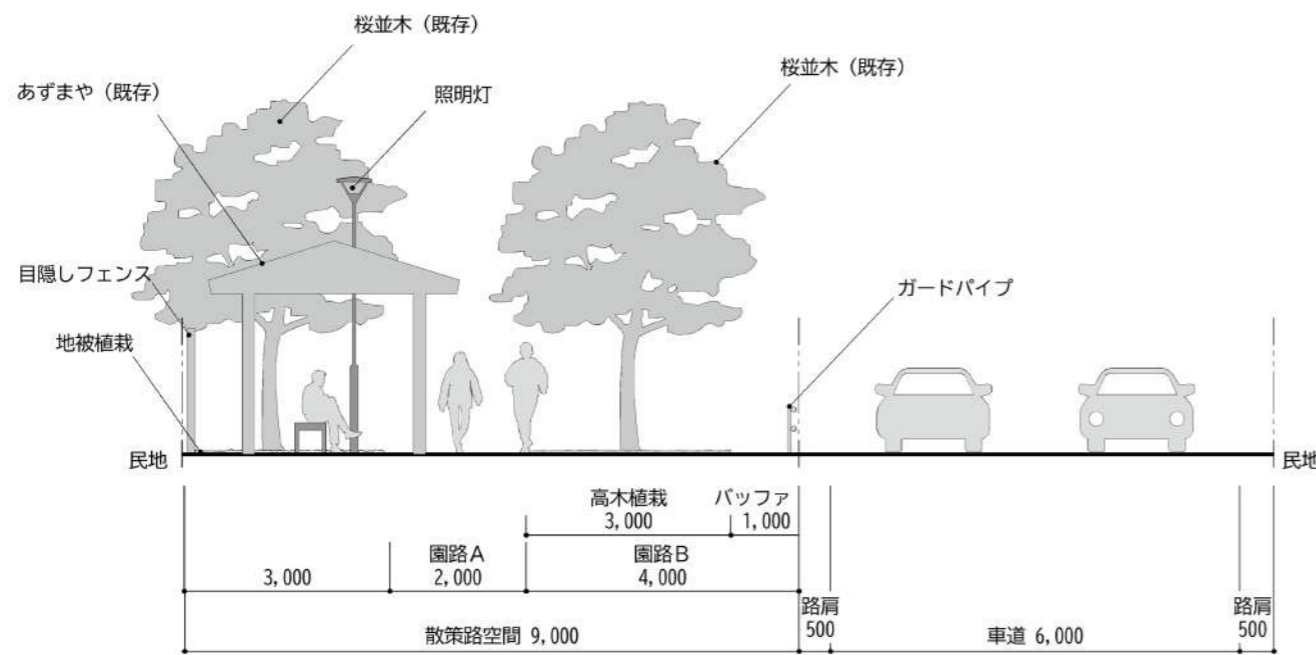 桜並木（既存）
桜並木（既存）
あずまや（既存）
照明灯
目隠しフェンス
ガードパイプ
地被植栽
民地
民地
高木植栽
3,000
バッファ
1,000
3,000
園路A
2,000
園路B
4,000
散策路空間 9,000
路肩
500
車道 6,000
路肩
500